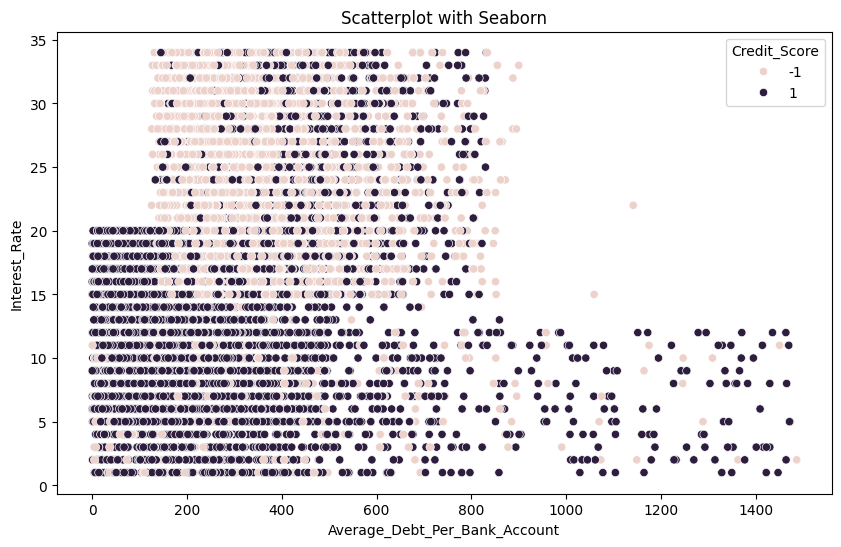 Scatterplot with Seaborn
Credit_Score
-1
1
35
30
25
20
15
10
5
0
Interest_Rate
0 200 400 600 800 1000 1200 1400
Average_Debt_Per_Bank_Account